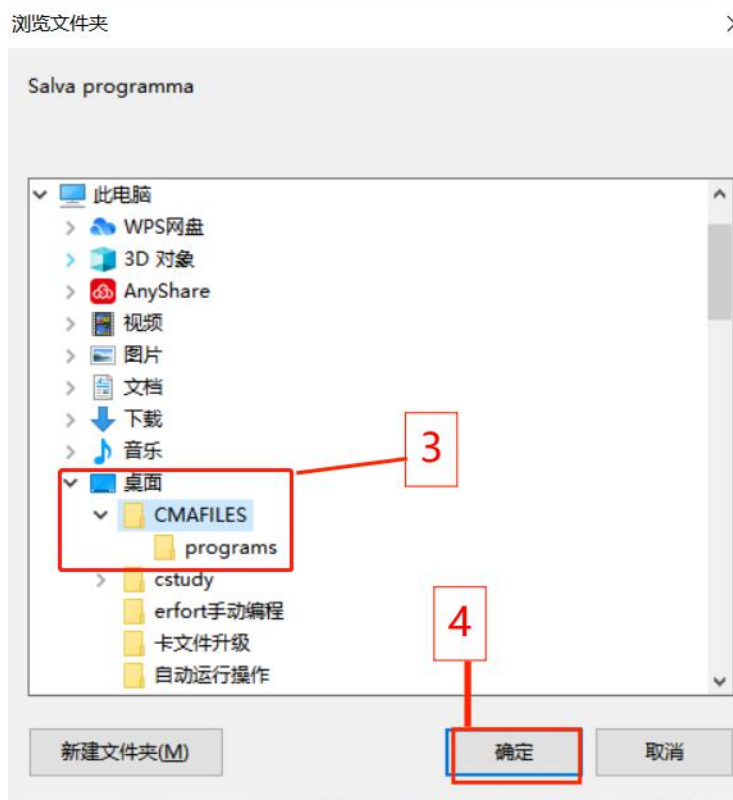 浏览文件夹
Salva programma
此电脑
WPS网盘
3D 对象
AnyShare
视频
图片
文档
下载
音乐
3
桌面
CMAFILES
programs
cstudy
erfort手动编程
4
卡文件升级
自动运行操作
新建文件夹(M) 确定 取消